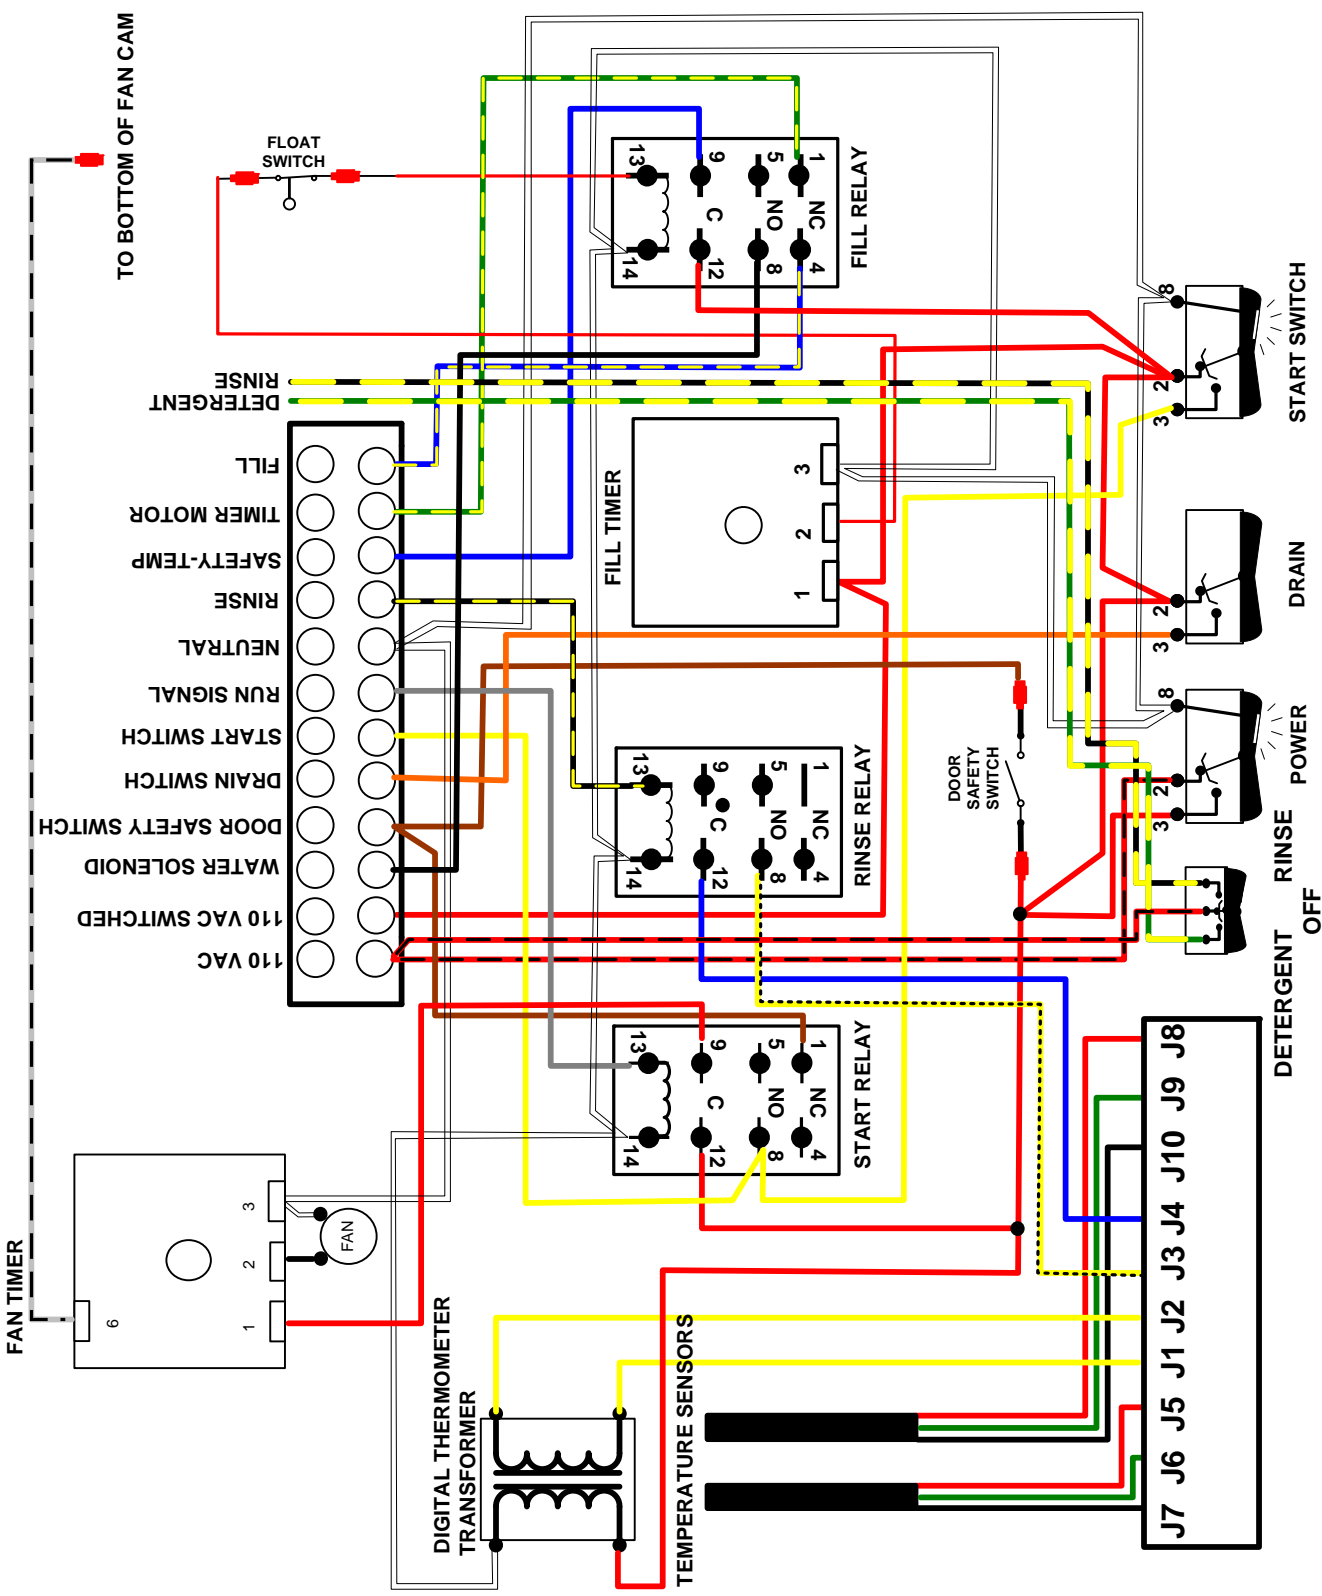 TO BOTTOM OF FAN CAM
FLOAT
SWITCH
13
9
5
1
C
NO
NC
14
12
8
4
FILL RELAY
RINSE
DETERGENT
FILL
TIMER MOTOR
SAFETY-TEMP
RINSE
NEUTRAL
RUN SIGNAL
START SWITCH
DRAIN SWITCH
DOOR SAFETY SWITCH
WATER SOLENOID
110 VAC SWITCHED
110 VAC
FILL TIMER
3
2
1
8
2
3
START SWITCH
2
3
DRAIN
8
2
3
POWER
DOOR
SAFETY
SWITCH
13
9
5
1
C
NO
NC
14
12
8
4
RINSE RELAY
RINSE
OFF
DETERGENT
13
9
5
1
C
NO
NC
14
12
8
4
START RELAY
FAN TIMER
6
3
2
1
FAN
DIGITAL THERMOMETER
TRANSFORMER
TEMPERATURE SENSORS
J8
J9
J10
J4
J3
J2
J1
J5
J6
J7